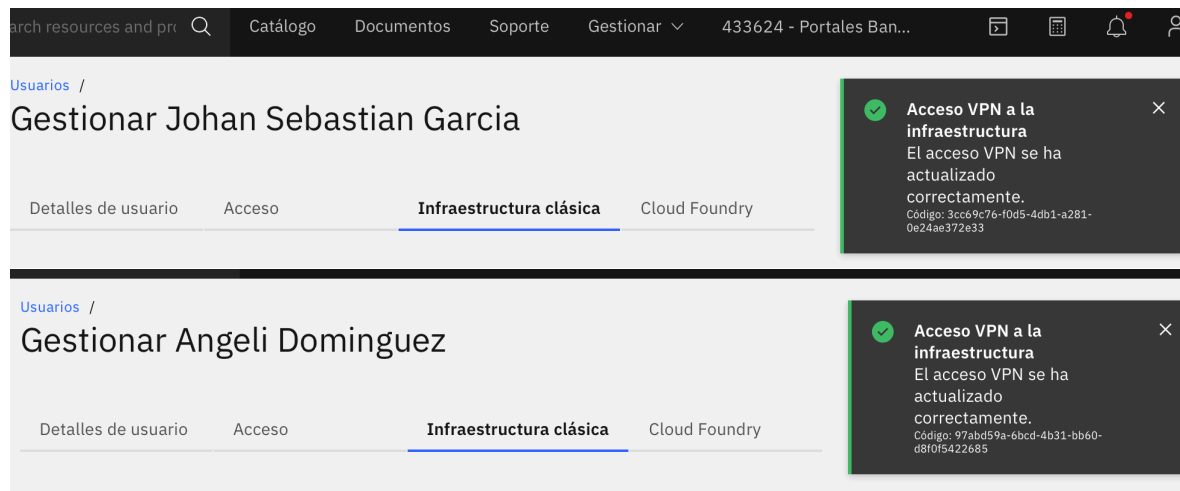 arch resources and pro Catálogo Documentos Soporte Gestionar 433624 - Portales Ban...
Usuarios /
Gestionar Johan Sebastian Garcia
Detalles de usuario Acceso Infraestructura clásica Cloud Foundry
Acceso VPN a la
infraestructura
El acceso VPN se ha
actualizado
correctamente.
Código: 3cc69c76-f0d5-4db1-a281-
0e24ae372e33
Usuarios /
Gestionar Angeli Dominguez
Detalles de usuario Acceso Infraestructura clásica Cloud Foundry
Acceso VPN a la
infraestructura
El acceso VPN se ha
actualizado
correctamente.
Código: 97abd59a-6bcd-4b31-bb60-
d8f0f5422685